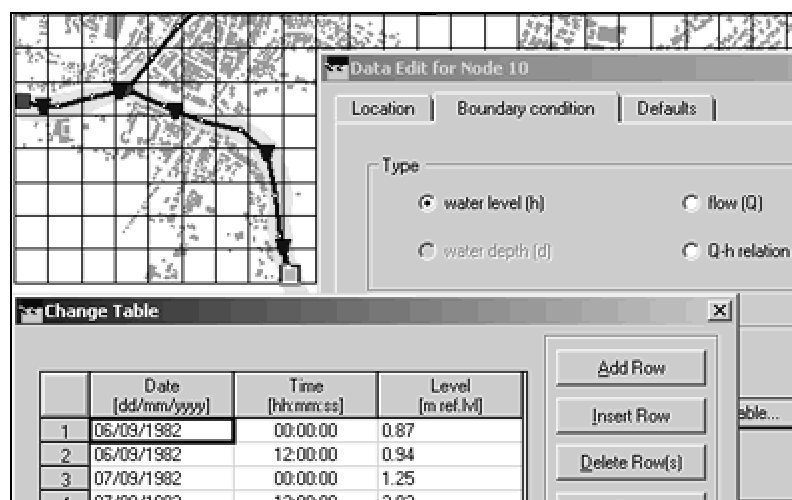 Data Edit for Node 10
Location
Boundary condition
Defaults
Type
water level (h)
flow (Q)
water depth (d)
Q-h relation
Change Table
Date
[dd/mm/yyyy]
Time
[hh:mm:ss]
Level
[m ref.lvl]
1 06/09/1982 00:00:00 0.87
2 06/09/1982 12:00:00 0.94
3 07/09/1982 00:00:00 1.25
Add Row
Insert Row
Delete Row(s)
able...